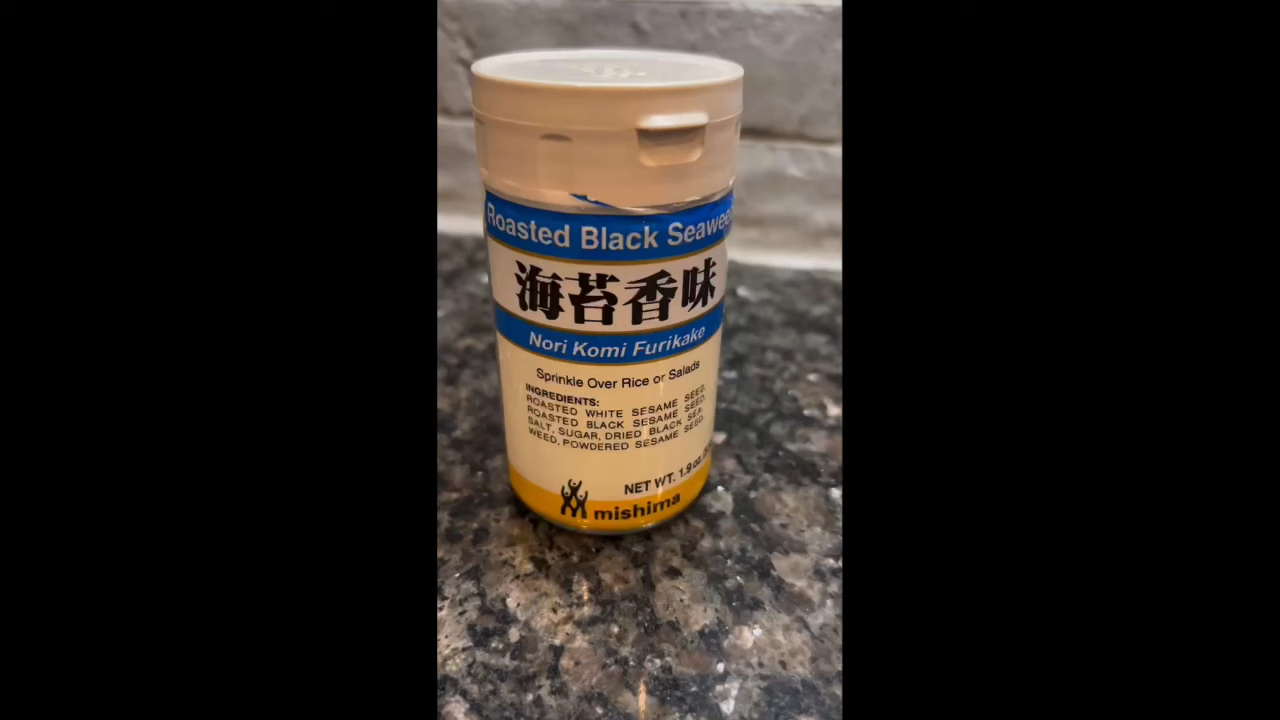 Roasted Black Seaweed
海苔香味
Nori Komi Furikake
Sprinkle Over Rice or Salads
INGREDIENTS:
ROASTED WHITE SESAME SEED,
ROASTED BLACK SESAME SEED,
SALT, SUGAR, DRIED BLACK SEA-
WEED, POWDERED SESAME SEED.
NET WT. 1.9 oz.
mishima